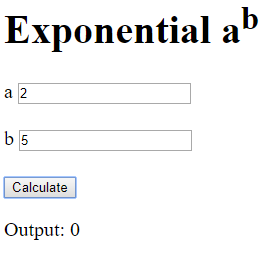 Exponential a^b
a 2
b 5
Calculate
Output: 0